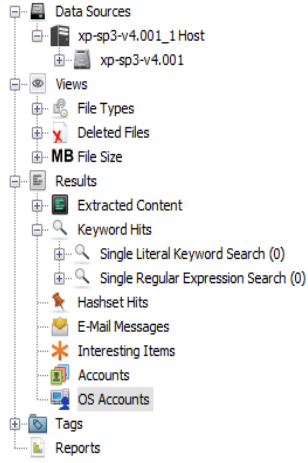 Data Sources
xp-sp3-v4.001_1 Host
xp-sp3-v4.001
Views
File Types
Deleted Files
MB File Size
Results
Extracted Content
Keyword Hits
Single Literal Keyword Search (0)
Single Regular Expression Search (0)
Hashset Hits
E-Mail Messages
Interesting Items
Accounts
OS Accounts
Tags
Reports